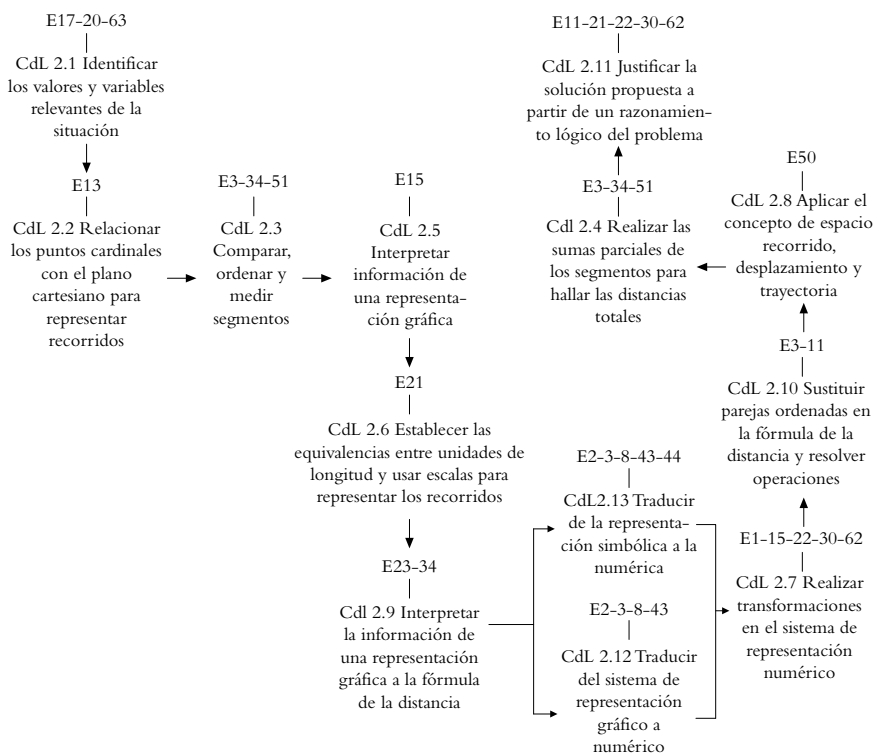 E17-20-63
CdL 2.1 Identificar
los valores y variables
relevantes de la
situación
E13
CdL 2.2 Relacionar
los puntos cardinales
con el plano
cartesiano para
representar
recorridos
E3-34-51
CdL 2.3
Comparar,
ordenar y
medir
segmentos
E15
CdL 2.5
Interpretar
información de
una representa-
ción gráfica
E21
CdL 2.6 Establecer las
equivalencias entre unidades de
longitud y usar escalas para
representar los recorridos
E23-34
Cdl 2.9 Interpretar
la información de
una representación
gráfica a la fórmula
de la distancia
E2-3-8-43-44
CdL2.13 Traducir
de la representa-
ción simbólica a la
numérica
E2-3-8-43
CdL 2.12 Traducir
del sistema de
representación
gráfico a
numérico
E1-15-22-30-62
CdL 2.7 Realizar
transformaciones
en el sistema de
representación
numérico
E3-11
CdL 2.10 Sustituir
parejas ordenadas en
la fórmula de la
distancia y resolver
operaciones
E50
CdL 2.8 Aplicar el
concepto de espacio
recorrido,
desplazamiento y
trayectoria
E3-34-51
Cdl 2.4 Realizar las
sumas parciales de
los segmentos para
hallar las distancias
totales
E11-21-22-30-62
CdL 2.11 Justificar la
solución propuesta a
partir de un razonamien-
to lógico del problema